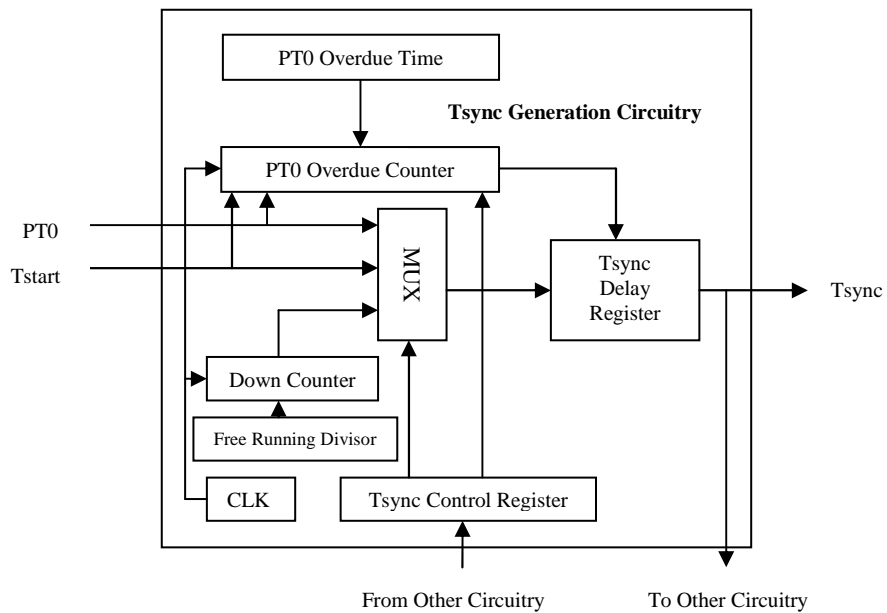 PT0 Overdue Time
Tsync Generation Circuitry
PT0 Overdue Counter
PT0
Tstart
MUX
Tsync
Delay
Register
Tsync
Down Counter
Free Running Divisor
CLK
Tsync Control Register
From Other Circuitry
To Other Circuitry